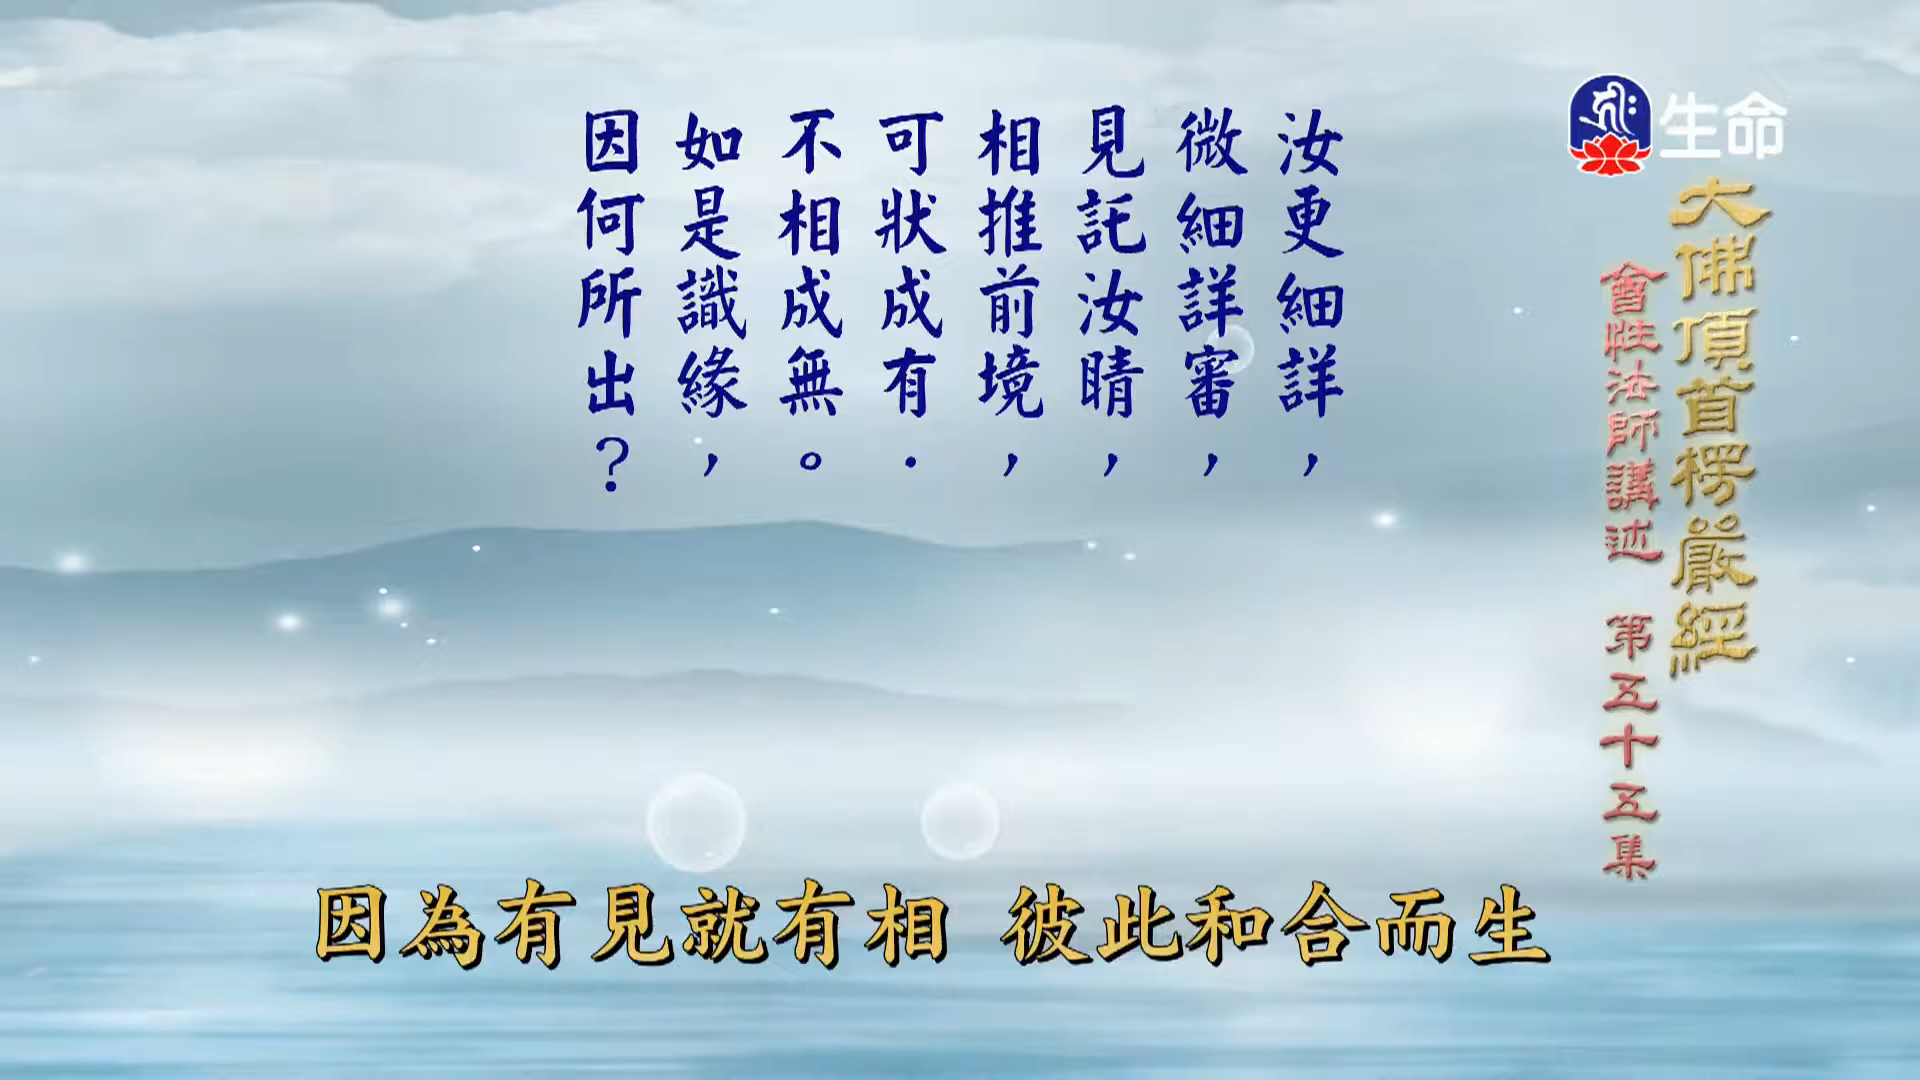 生命
大佛頂首楞嚴經
會性法師講述 第五十五集
汝更細詳，
微細詳審，
見託汝睛，
相推前境，
可狀成有．
不相成無。
如是識緣，
因何所出？
因為有見就有相 彼此和合而生